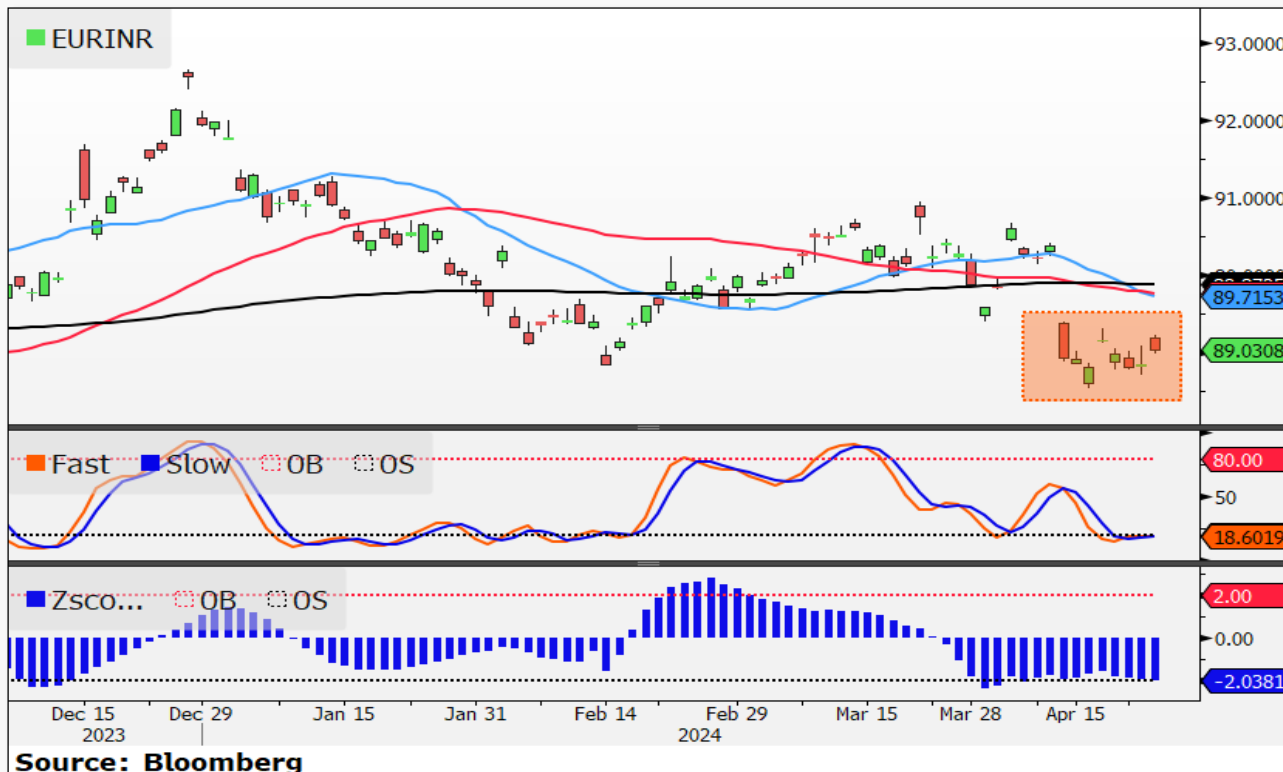 EURINR
93.0000
92.0000
91.0000
89.7153
89.0308
Fast Slow OB OS
80.00
50
18.6019
Zsco... OB OS
2.00
0.00
-2.0381
Dec 15 Dec 29 Jan 15 Jan 31 Feb 14 Feb 29 Mar 15 Mar 28 Apr 15
2023 2024
Source: Bloomberg